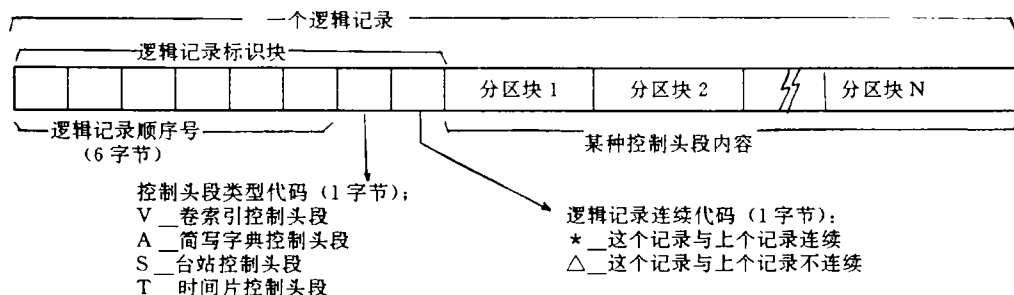 一个逻辑记录
逻辑记录标识块
分区块 1
分区块 2
分区块 N
逻辑记录顺序号
(6 字节)
某种控制头段内容
控制头段类型代码 (1 字节);
V __卷索引控制头段
A __简写字典控制头段
S __台站控制头段
T __时间片控制头段
逻辑记录连续代码 (1 字节):
★__这个记录与上个记录连续
△__这个记录与上个记录不连续